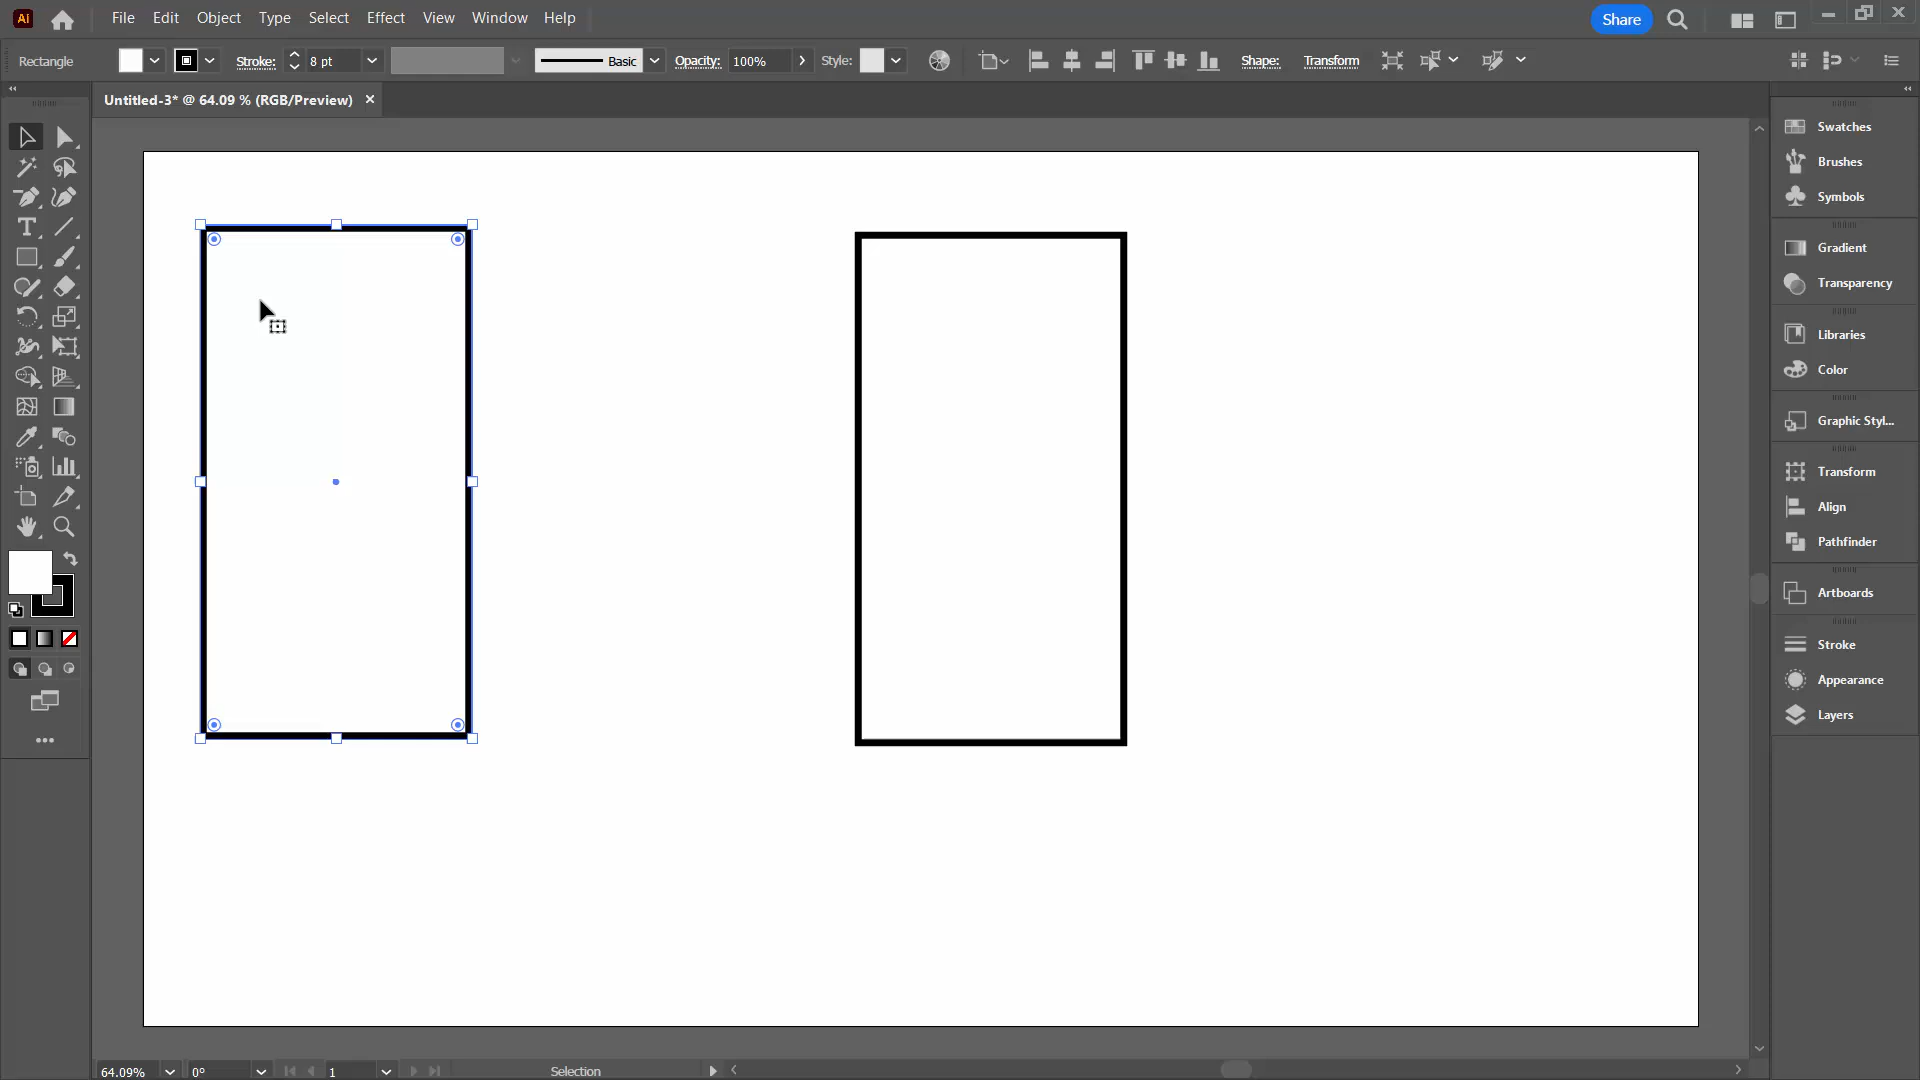 Ai File Edit Object Type Select Effect View Window Help Share
Rectangle Stroke: 8 pt Basic Opacity: 100% Style: Shape: Transform
Untitled-3* @ 64.09 % (RGB/Preview)
Swatches
Brushes
Symbols
Gradient
Transparency
Libraries
Color
Graphic Styl...
Transform
Align
Pathfinder
Artboards
Stroke
Appearance
Layers
64.09% 0° 1 Selection